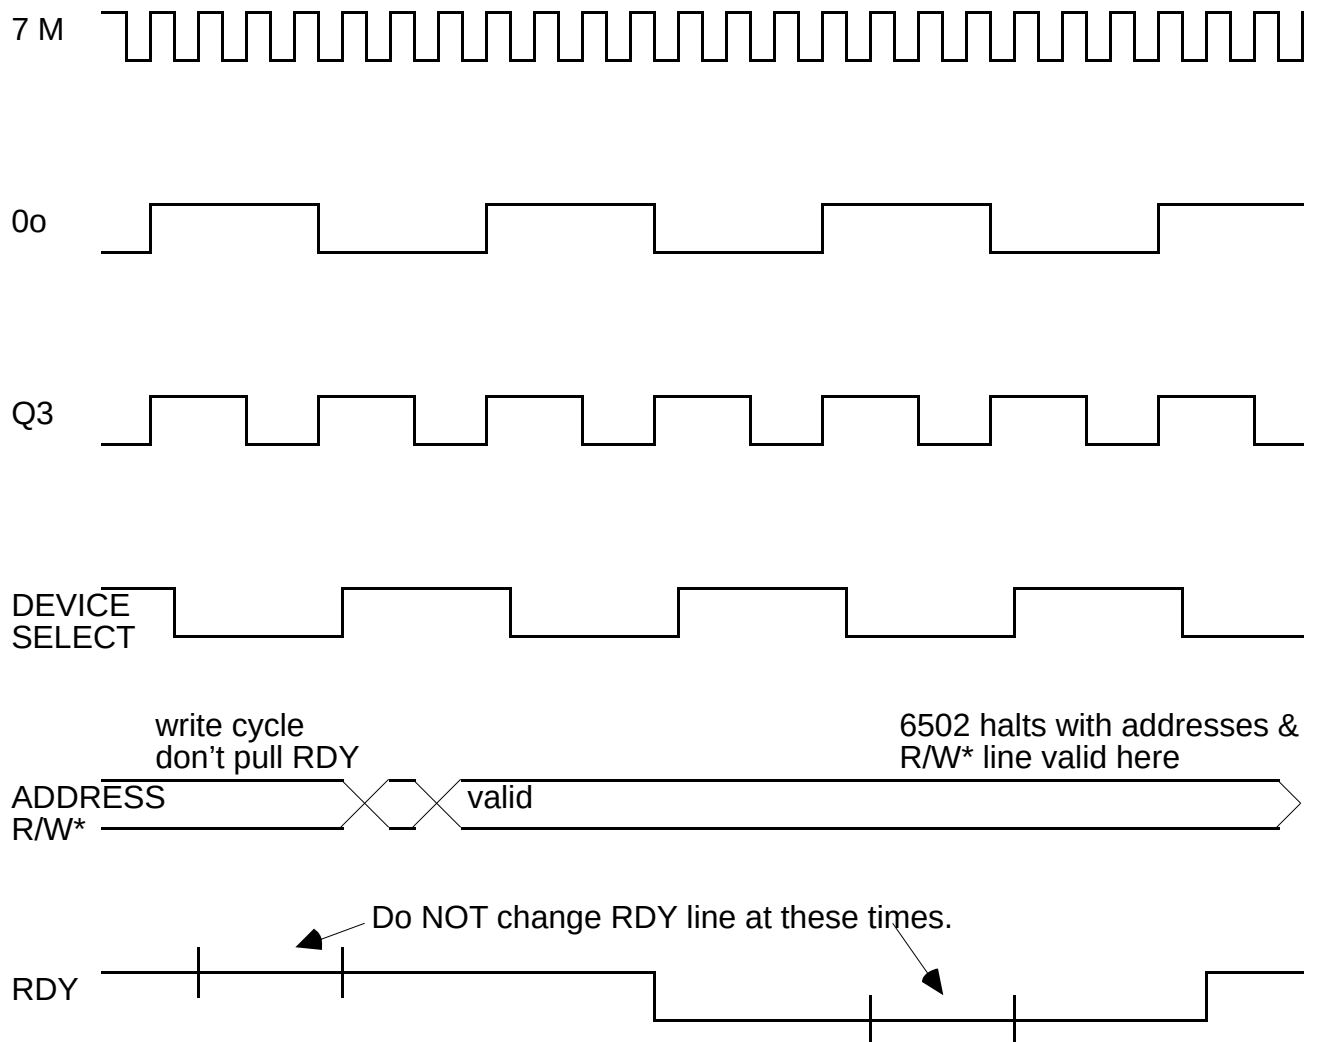 7 M
0o
Q3
DEVICE
SELECT
write cycle
don't pull RDY
6502 halts with addresses &
R/W* line valid here
ADDRESS
R/W*
valid
Do NOT change RDY line at these times.
RDY